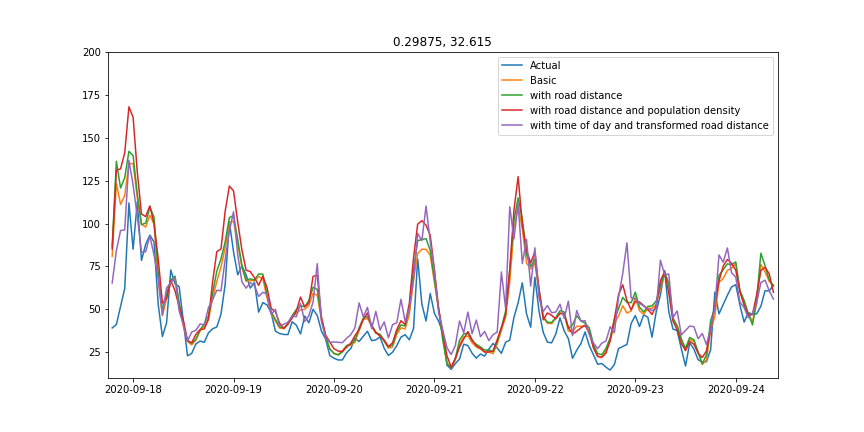 0.29875, 32.615
200
175
150
125
100
75
50
25
Actual
Basic
with road distance
with road distance and population density
with time of day and transformed road distance
2020-09-18 2020-09-19 2020-09-20 2020-09-21 2020-09-22 2020-09-23 2020-09-24